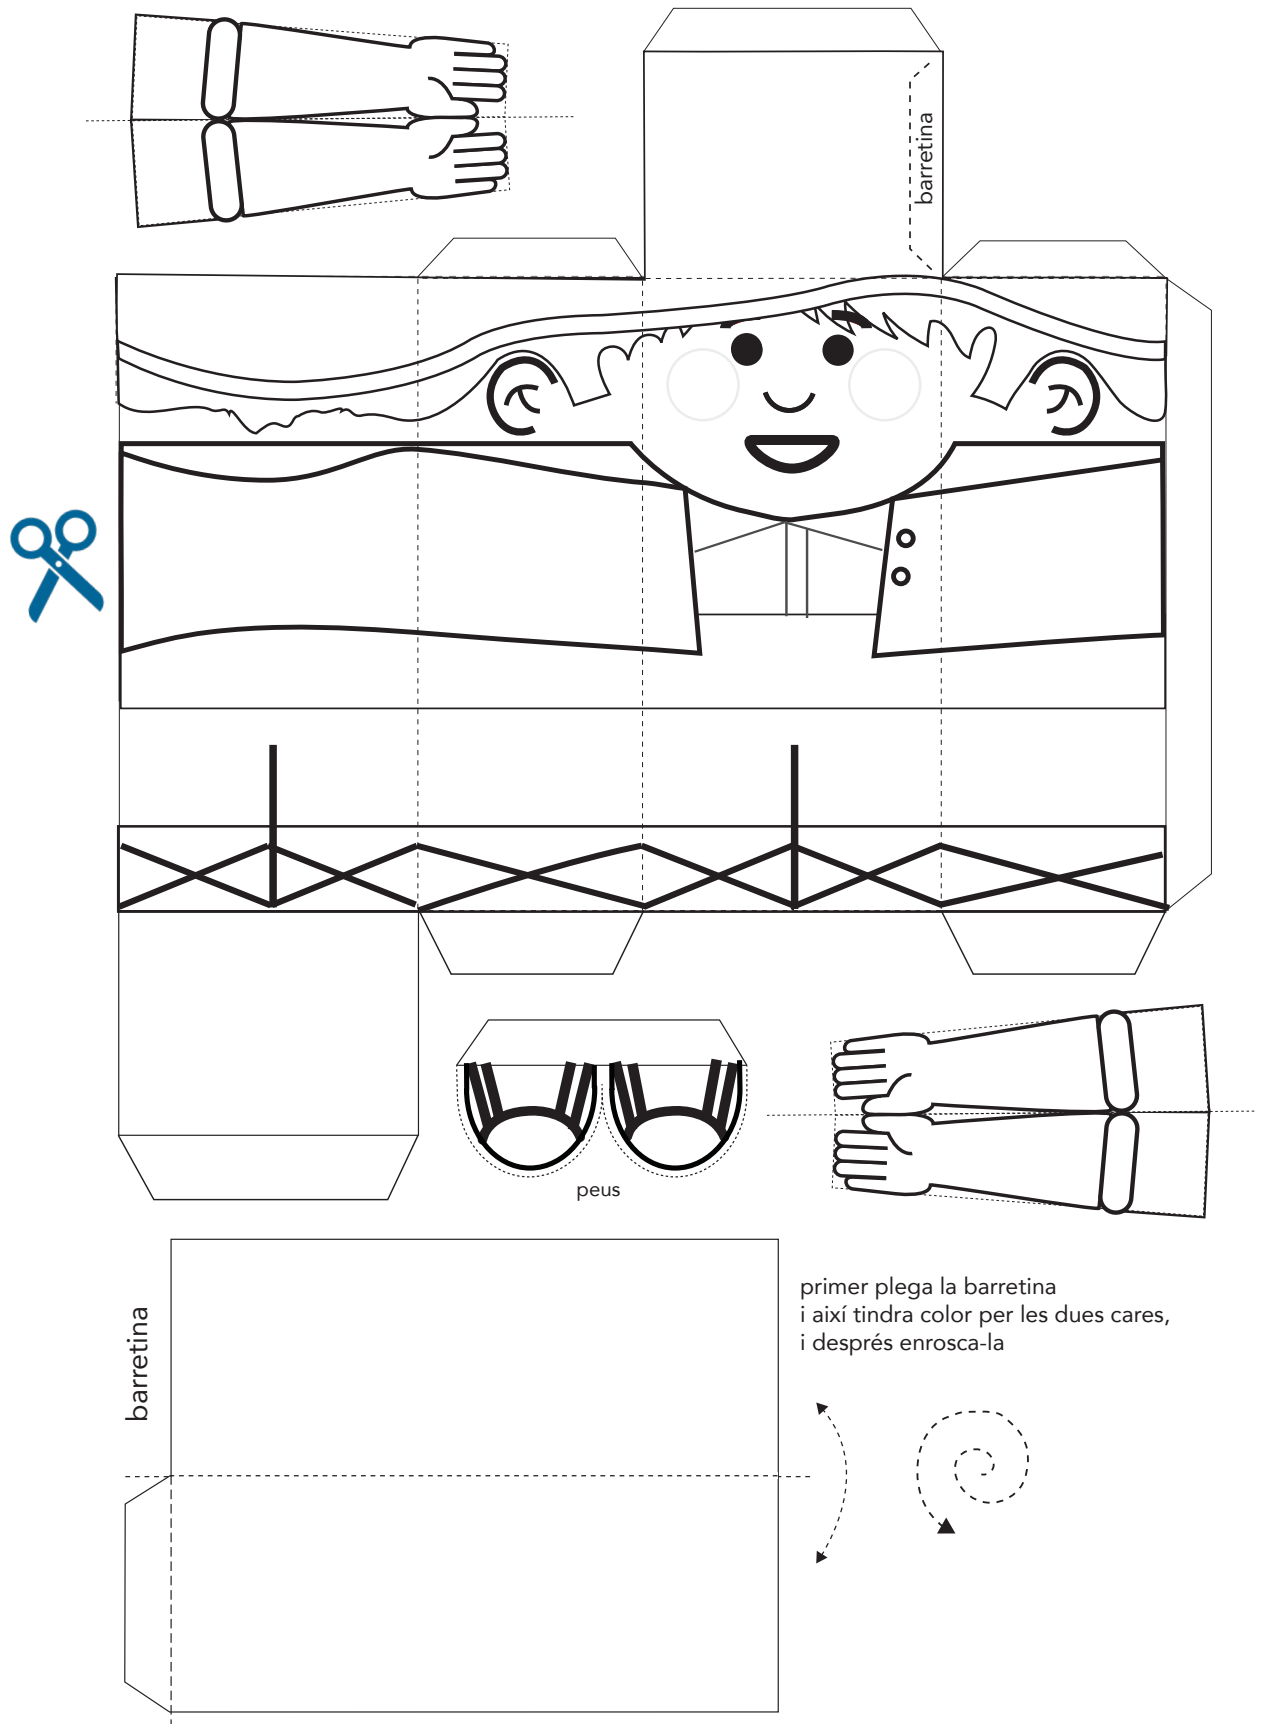 barretina
peus
barretina
primer plega la barretina
i així tindra color per les dues cares,
i després enrosca-la